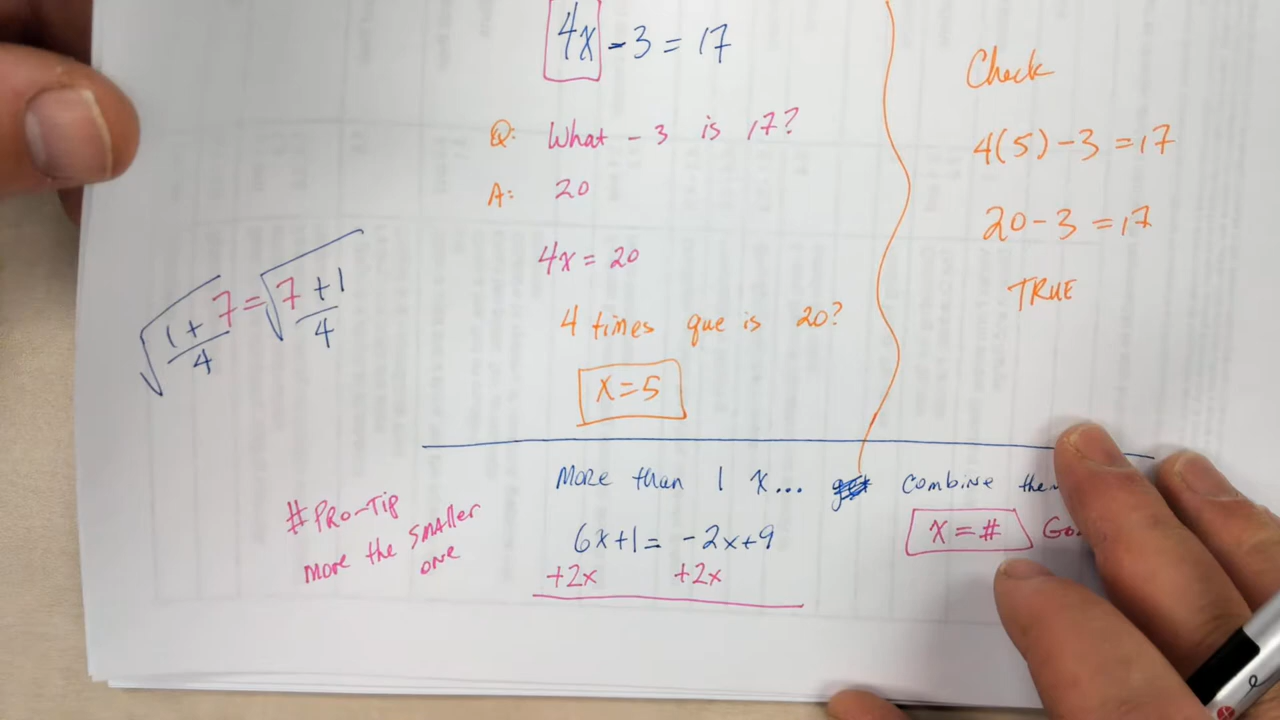 4x - 3 = 17
Q: What - 3 is 17?
A: 20
4x = 20
4 times que is 20?
x = 5
Check
4(5) - 3 = 17
20 - 3 = 17
TRUE
√(1 + 7)/4 = √(7 + 1)/4
More than 1 x... Combine them
x = #
#PRO-TIP
more the SMALLER
one
6x + 1 = -2x + 9
+2x +2x